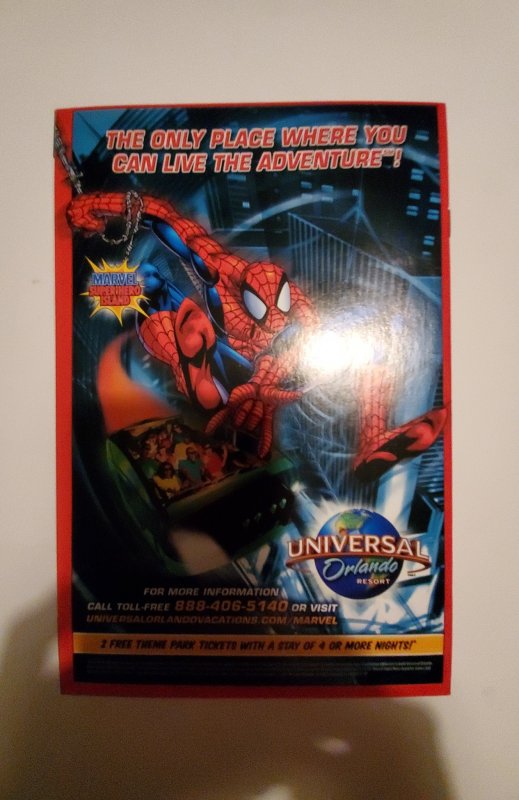 THE ONLY PLACE WHERE YOU
CAN LIVE THE ADVENTURE℠!
MARVEL
SUPER HERO
ISLAND
UNIVERSAL
Orlando
RESORT
FOR MORE INFORMATION
CALL TOLL-FREE 888-406-5140 OR VISIT
UNIVERSALORLANDOVACATIONS.COM/MARVEL
2 FREE THEME PARK TICKETS WITH A STAY OF 4 OR MORE NIGHTS!*